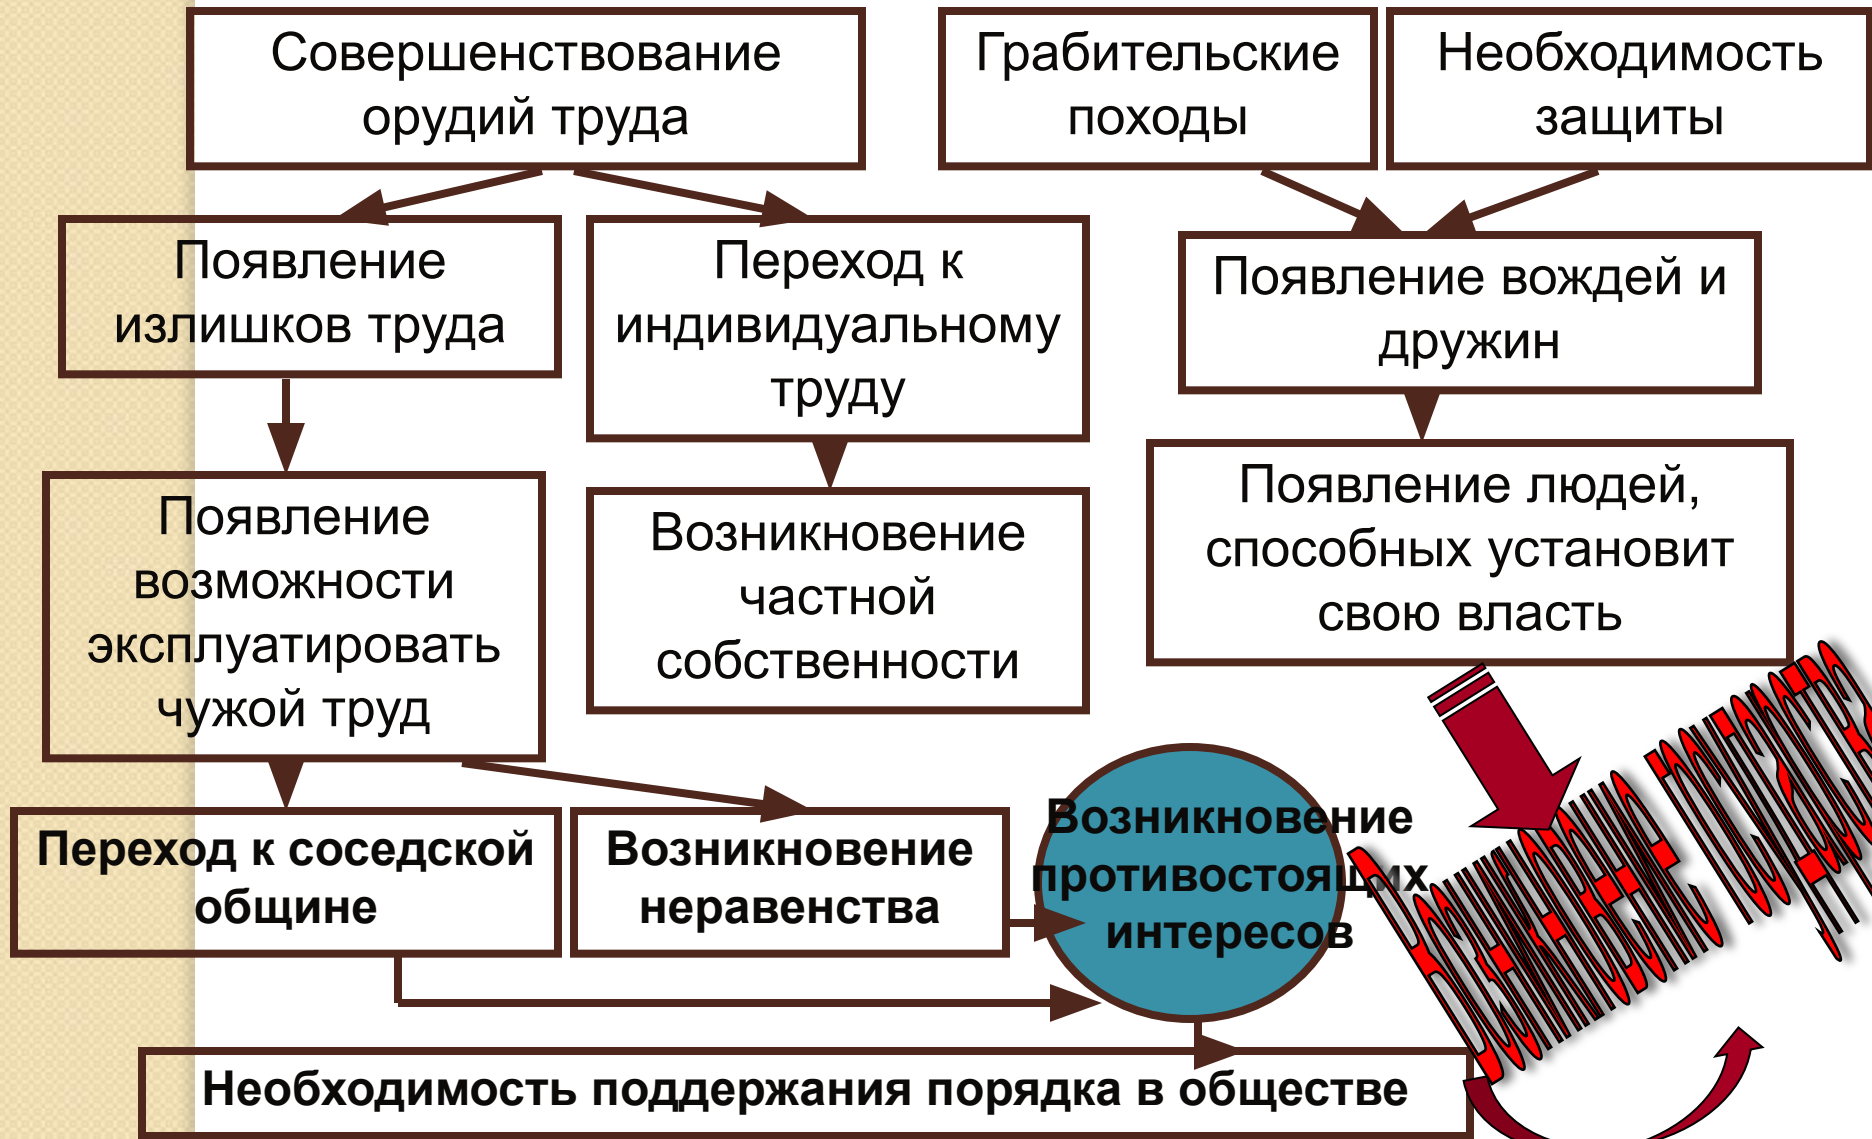 Совершенствование
орудий труда
Грабительские
походы
Необходимость
защиты
Появление
излишков труда
Переход к
индивидуальному
труду
Появление вождей и
дружин
Появление
возможности
эксплуатировать
чужой труд
Возникновение
частной
собственности
Появление людей,
способных установит
свою власть
Переход к соседской
общине
Возникновение
неравенства
Возникновение
противостоящих
интересов
Возникновение государства
Необходимость поддержания порядка в обществе